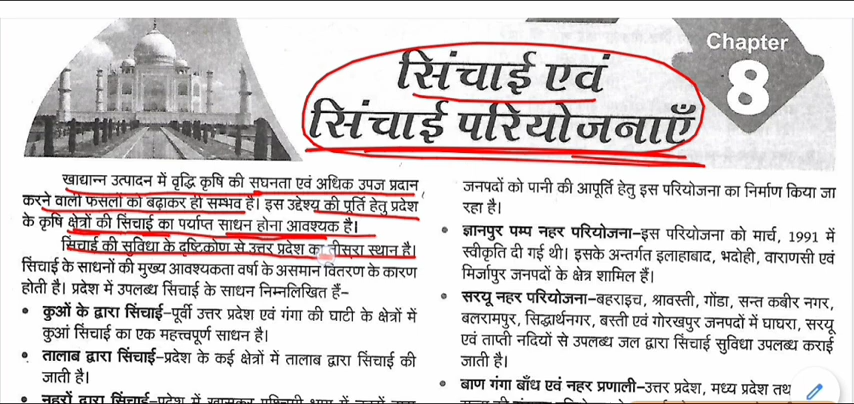 Chapter
8
सिंचाई एवं
सिंचाई परियोजनाएँ
खाद्यान्न उत्पादन में वृद्धि कृषि की सघनता एवं अधिक उपज प्रदान
करने वाली फसलों को बढ़ाकर ही सम्भव है। इस उद्देश्य की पूर्ति हेतु प्रदेश
के कृषि क्षेत्रों की सिंचाई का पर्याप्त साधन होना आवश्यक है।
सिंचाई की सुविधा के दृष्टिकोण से उत्तर प्रदेश का तीसरा स्थान है।
सिंचाई के साधनों की मुख्य आवश्यकता वर्षा के असमान वितरण के कारण
होती है। प्रदेश में उपलब्ध सिंचाई के साधन निम्नलिखित हैं–
• कुओं के द्वारा सिंचाई–पूर्वी उत्तर प्रदेश एवं गंगा की घाटी के क्षेत्रों में
कुआं सिंचाई का एक महत्त्वपूर्ण साधन है।
• तालाब द्वारा सिंचाई–प्रदेश के कई क्षेत्रों में तालाब द्वारा सिंचाई की
जाती है।
• नहरों द्वारा सिंचाई–प्रदेश में
जनपदों को पानी की आपूर्ति हेतु इस परियोजना का निर्माण किया जा
रहा है।
• ज्ञानपुर पम्प नहर परियोजना–इस परियोजना को मार्च, 1991 में
स्वीकृति दी गई थी। इसके अन्तर्गत इलाहाबाद, भदोही, वाराणसी एवं
मिर्जापुर जनपदों के क्षेत्र शामिल हैं।
• सरयू नहर परियोजना–बहराइच, श्रावस्ती, गोंडा, सन्त कबीर नगर,
बलरामपुर, सिद्धार्थनगर, बस्ती एवं गोरखपुर जनपदों में घाघरा, सरयू
एवं ताप्ती नदियों से उपलब्ध जल द्वारा सिंचाई सुविधा उपलब्ध कराई
जाती है।
• बाण गंगा बाँध एवं नहर प्रणाली–उत्तर प्रदेश, मध्य प्रदेश